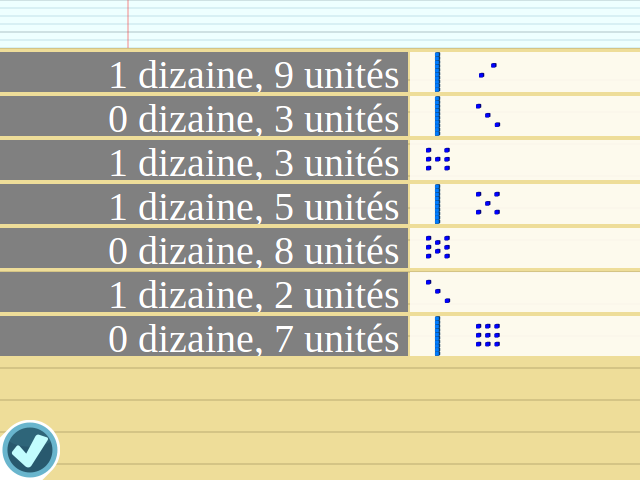 1 dizaine, 9 unités
0 dizaine, 3 unités
1 dizaine, 3 unités
1 dizaine, 5 unités
0 dizaine, 8 unités
1 dizaine, 2 unités
0 dizaine, 7 unités